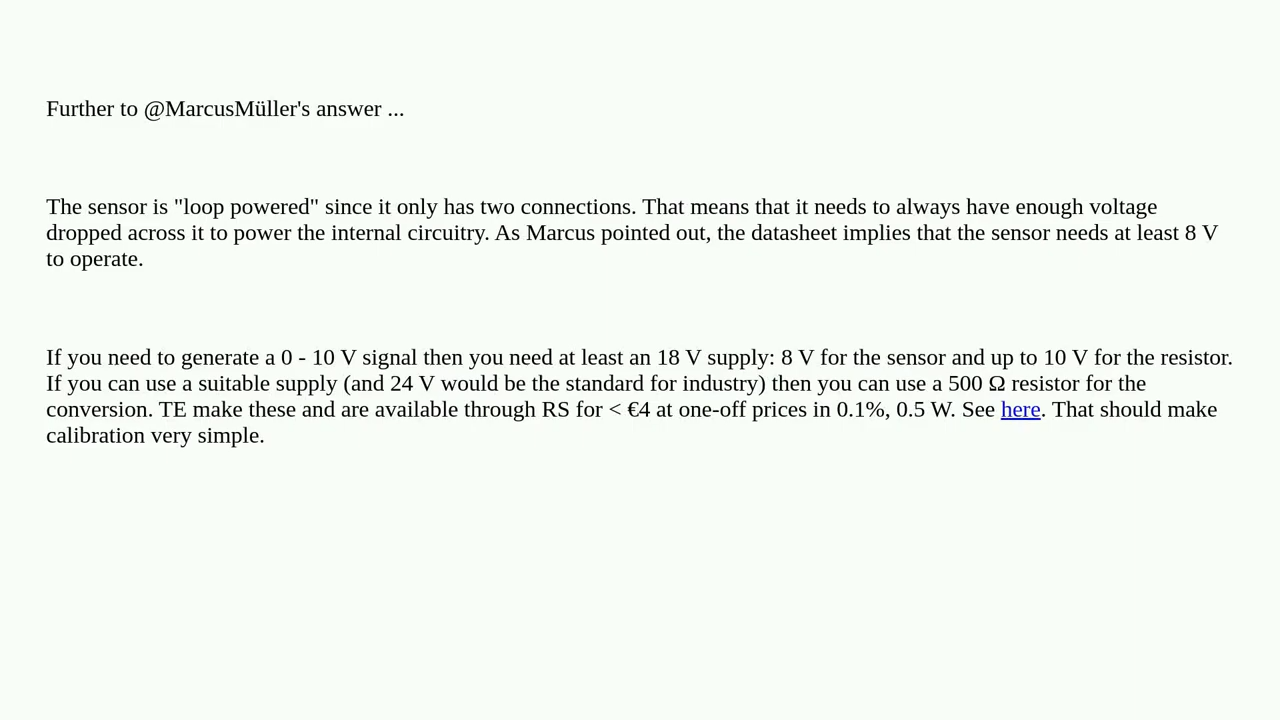 Further to @MarcusMüller's answer ...
The sensor is "loop powered" since it only has two connections. That means that it needs to always have enough voltage
dropped across it to power the internal circuitry. As Marcus pointed out, the datasheet implies that the sensor needs at least 8 V
to operate.
If you need to generate a 0 - 10 V signal then you need at least an 18 V supply: 8 V for the sensor and up to 10 V for the resistor.
If you can use a suitable supply (and 24 V would be the standard for industry) then you can use a 500 Ω resistor for the
conversion. TE make these and are available through RS for < €4 at one-off prices in 0.1%, 0.5 W. See here. That should make
calibration very simple.